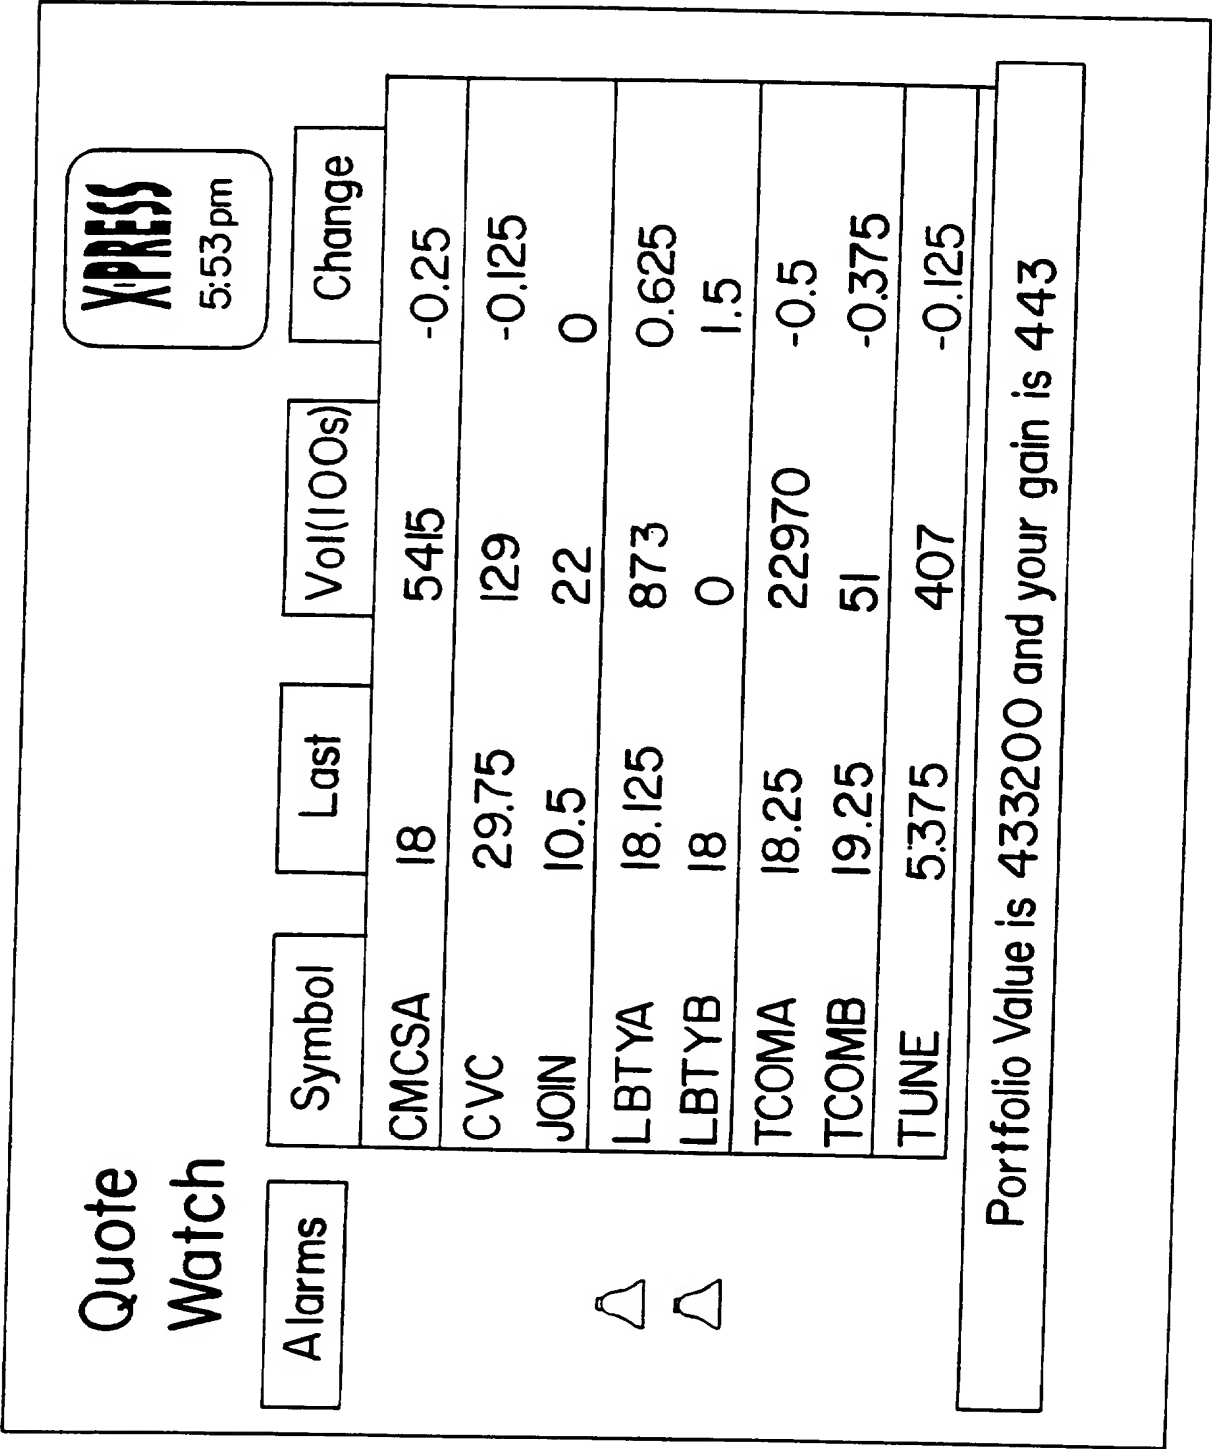 Quote
Watch
X·PRESS
5:53pm
Alarms Symbol Last Vol(100s) Change
CMCSA 18 5415 -0.25
CVC 29.75 129 -0.125
JOIN 10.5 22 0
LBTYA 18.125 873 0.625
LBTYB 18 0 1.5
TCOMA 18.25 22970 -0.5
TCOMB 19.25 51 -0.375
TUNE 5.375 407 -0.125
Portfolio Value is 433200 and your gain is 443